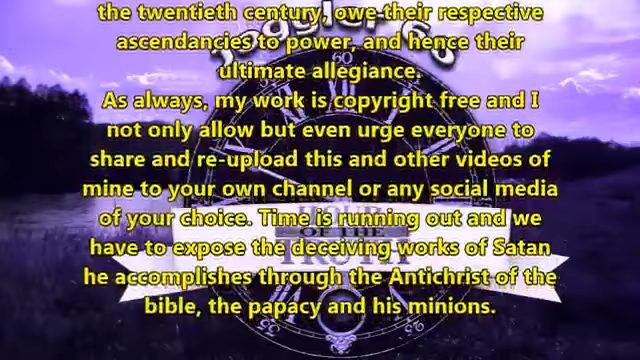 the twentieth century, owe their respective
ascendancies to power, and hence their
ultimate allegiance.
As always, my work is copyright free and I
not only allow but even urge everyone to
share and re-upload this and other videos of
mine to your own channel or any social media
of your choice. Time is running out and we
have to expose the deceiving works of Satan
he accomplishes through the Antichrist of the
bible, the papacy and his minions.
60
OF THE